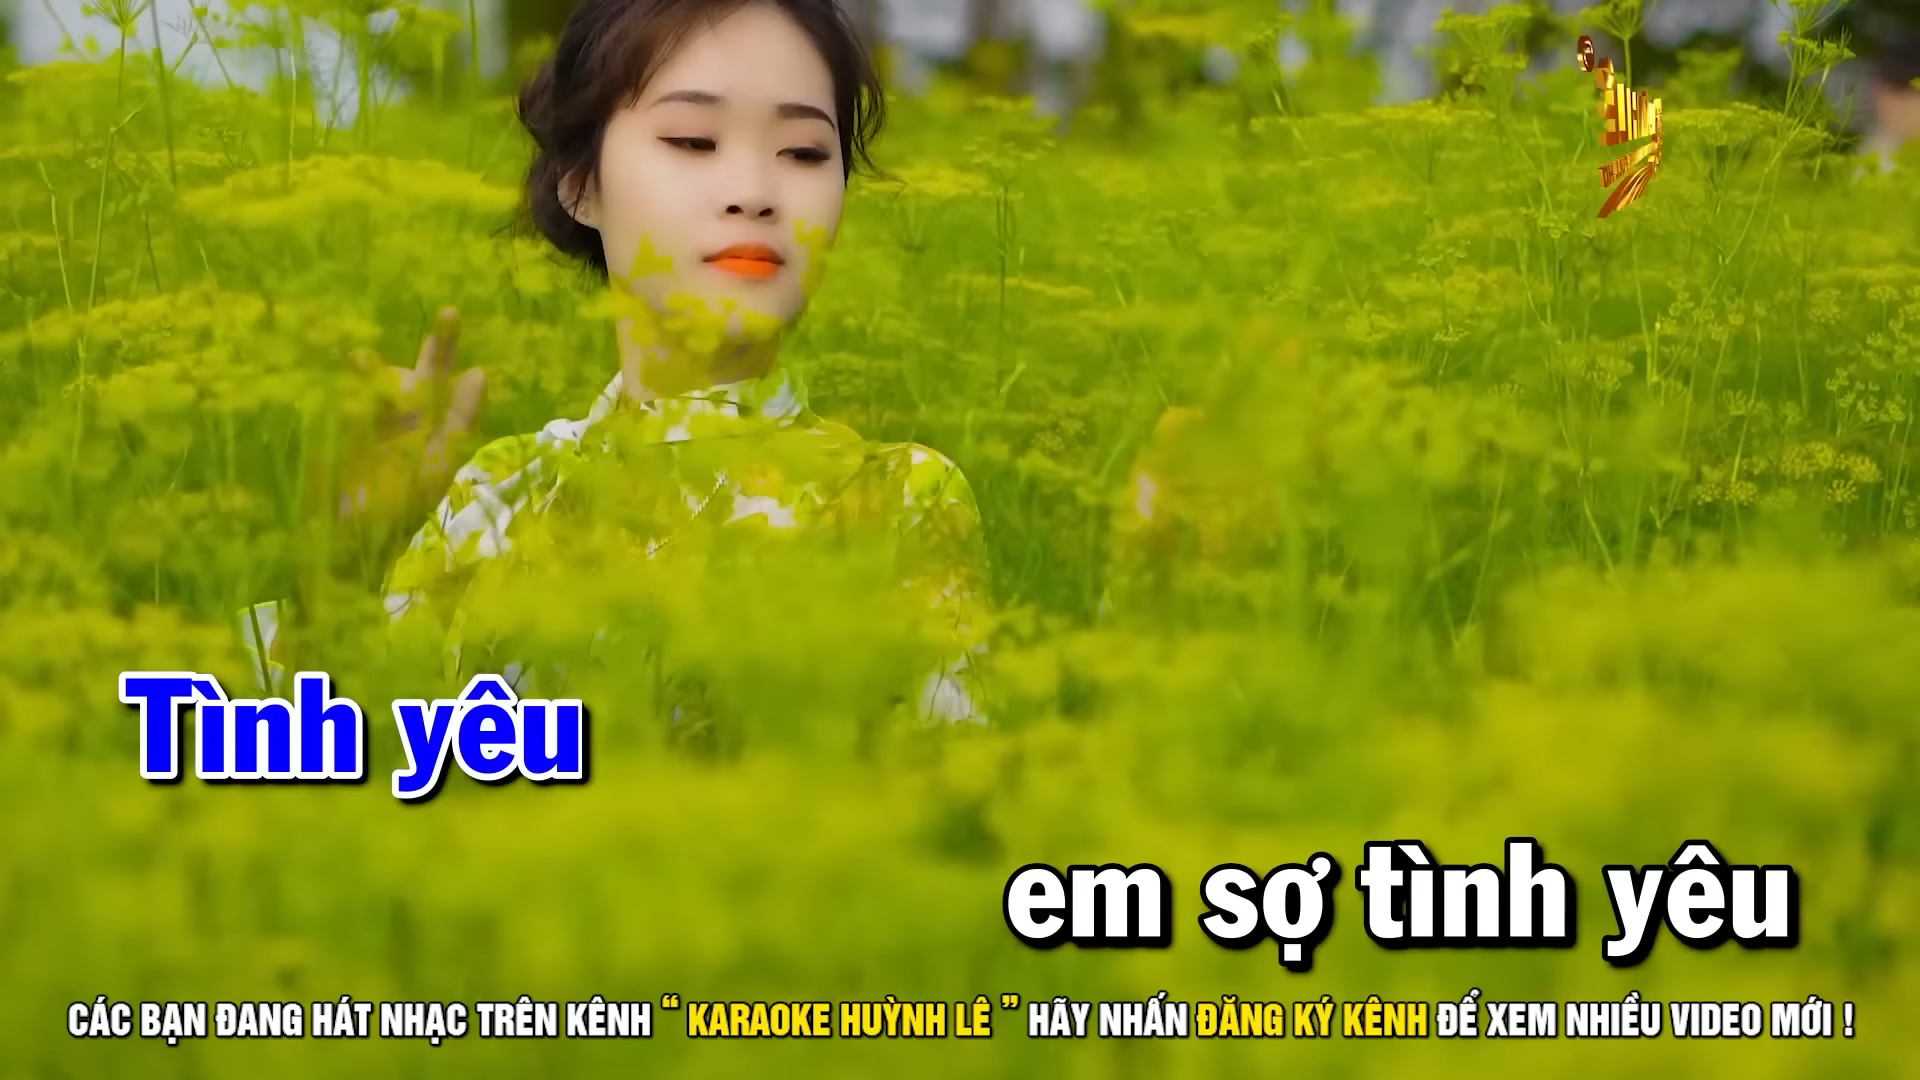 Tình yêu
em sợ tình yêu
CÁC BẠN ĐANG HÁT NHẠC TRÊN KÊNH “ KARAOKE HUỲNH LÊ ” HÃY NHẤN ĐĂNG KÝ KÊNH ĐỂ XEM NHIỀU VIDEO MỚI !